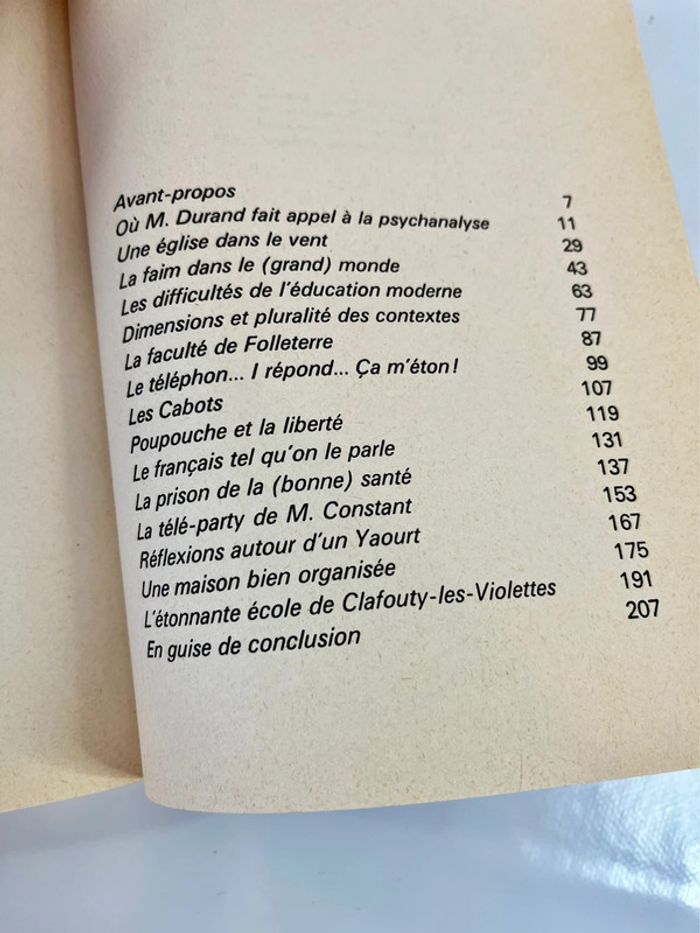 Avant-propos 7
Où M. Durand fait appel à la psychanalyse 11
Une église dans le vent 29
La faim dans le (grand) monde 43
Les difficultés de l'éducation moderne 63
Dimensions et pluralité des contextes 77
La faculté de Folleterre 87
Le téléphon... I répond... Ça m'éton! 99
Les Cabots 107
Poupouche et la liberté 119
Le français tel qu'on le parle 131
La prison de la (bonne) santé 137
La télé-party de M. Constant 153
Réflexions autour d'un Yaourt 167
Une maison bien organisée 175
L'étonnante école de Clafouty-les-Violettes 191
En guise de conclusion 207